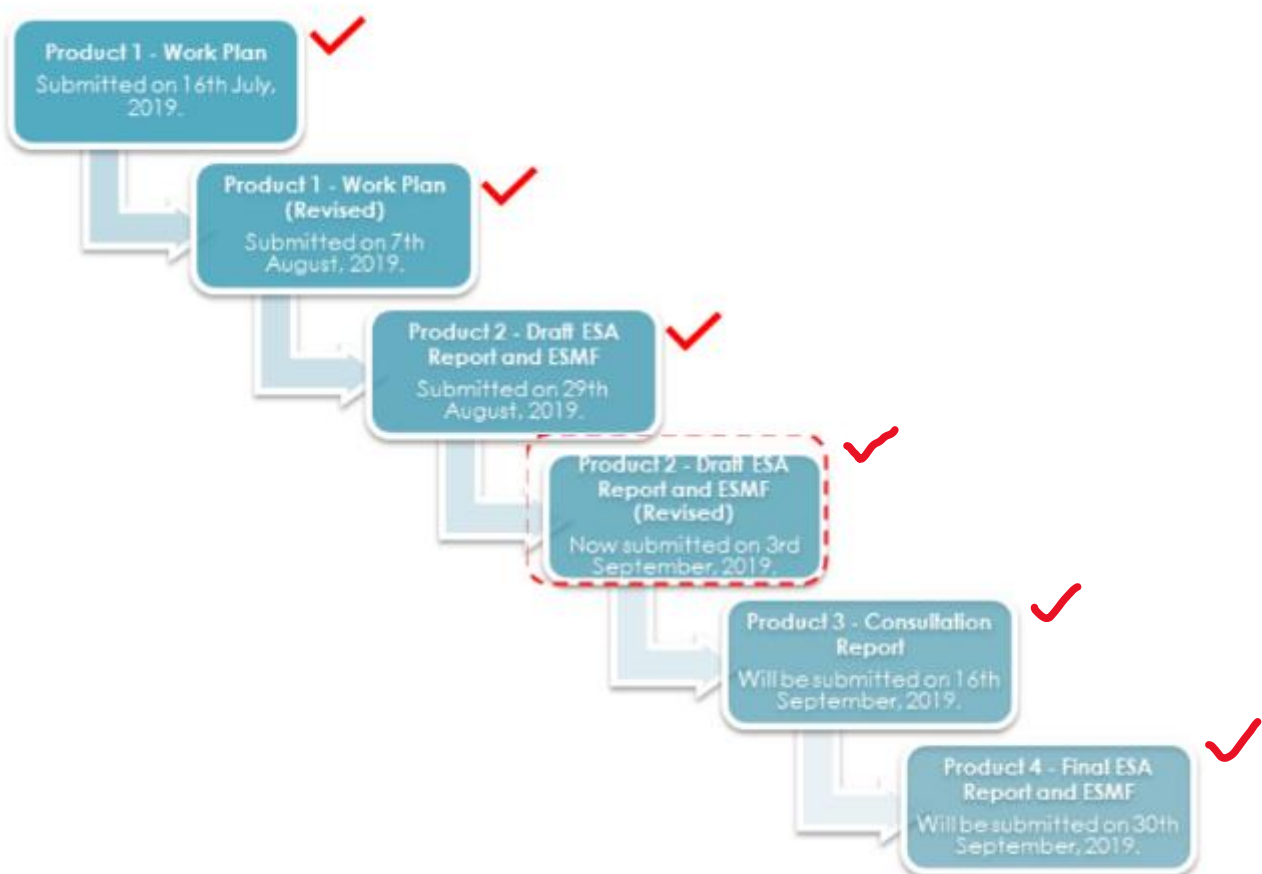 Product 1 - Work Plan
Submitted on 16th July,
2019.
Product 1 - Work Plan
(Revised)
Submitted on 7th
August, 2019.
Product 2 - Draft ESA
Report and ESMF
Submitted on 29th
August, 2019.
Product 2 - Draft ESA
Report and ESMF
(Revised)
Now submitted on 3rd
September, 2019.
Product 3 - Consultation
Report
Will be submitted on 16th
September, 2019.
Product 4 - Final ESA
Report and ESMF
Will be submitted on 30th
September, 2019.